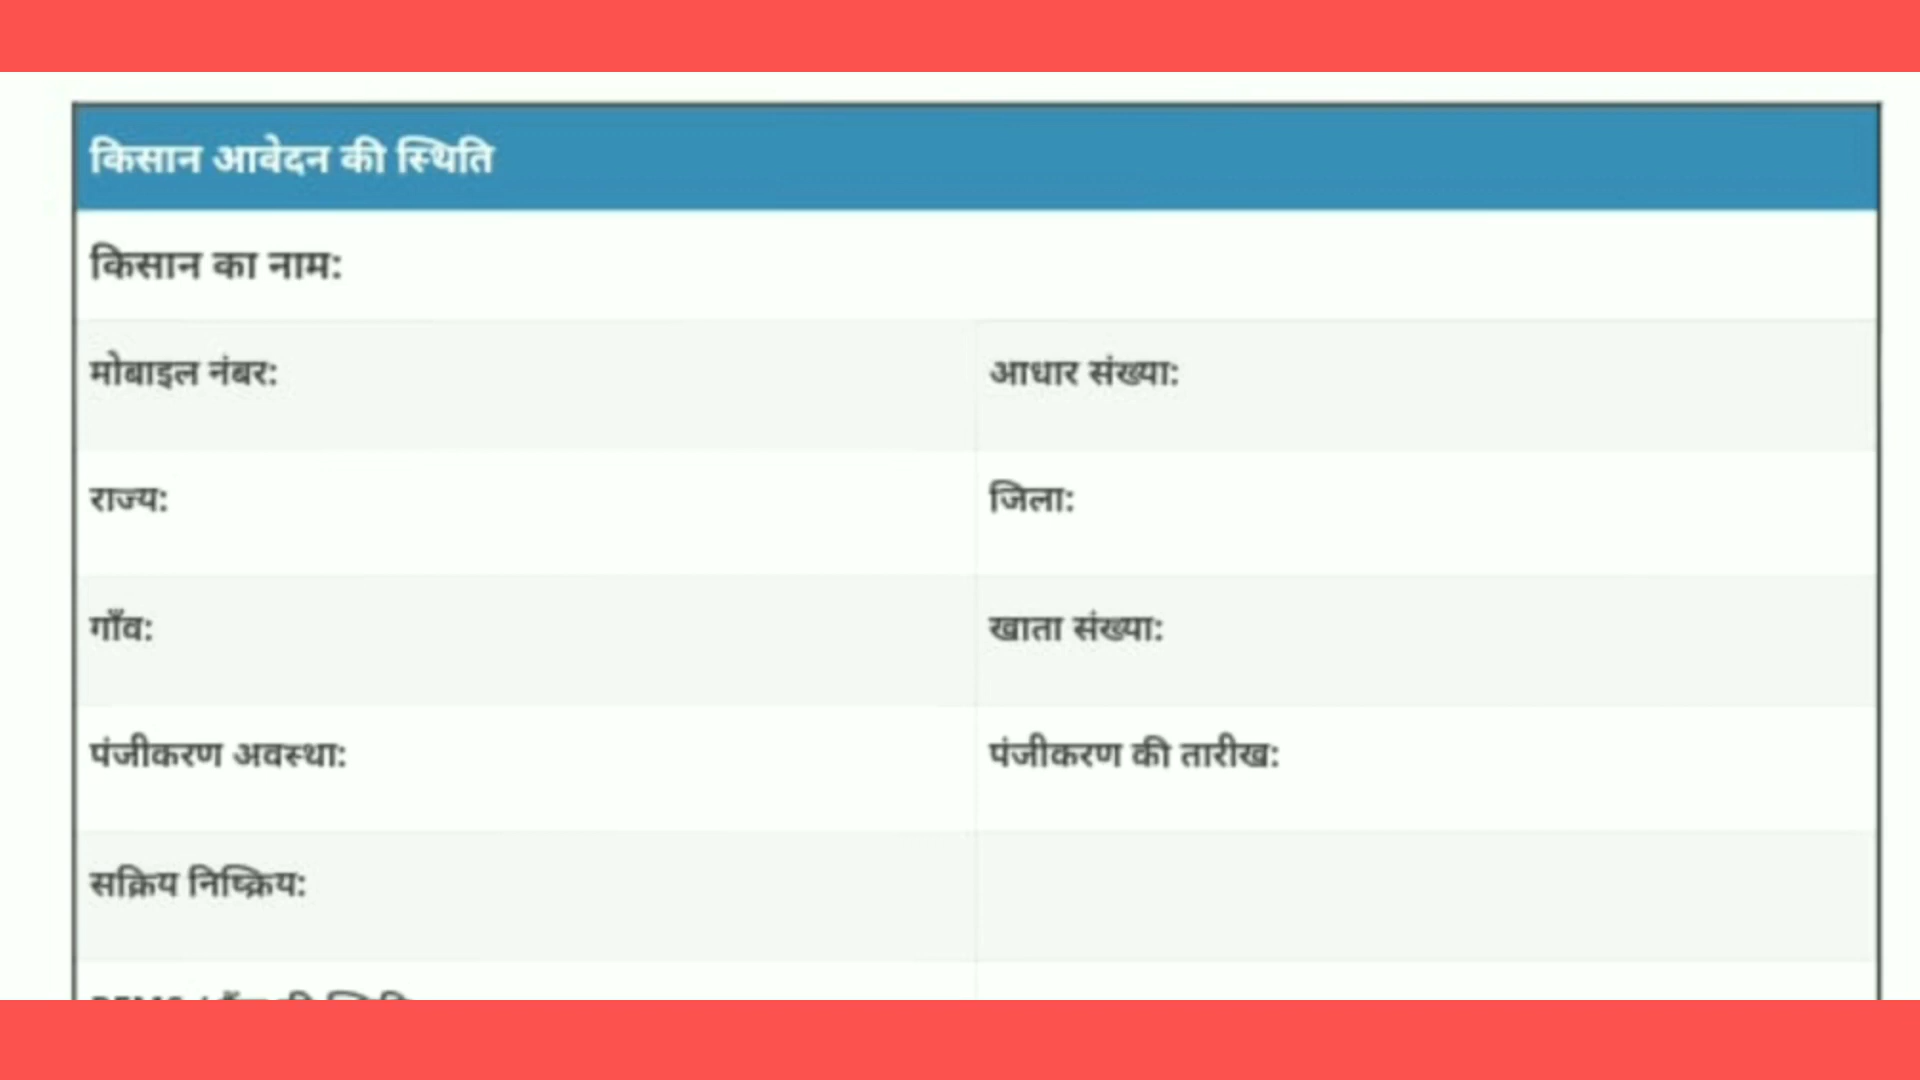 किसान आवेदन की स्थिति
किसान का नाम:
मोबाइल नंबर: आधार संख्या:
राज्य: जिला:
गाँव: खाता संख्या:
पंजीकरण अवस्था: पंजीकरण की तारीख:
सक्रिय निष्क्रिय: